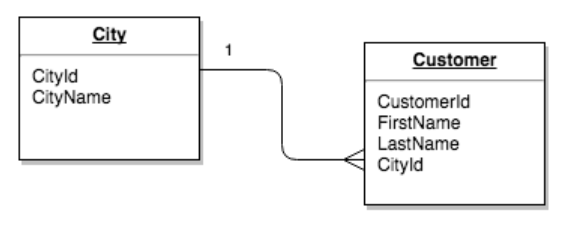 City
CityId
CityName
1
Customer
CustomerId
FirstName
LastName
CityId